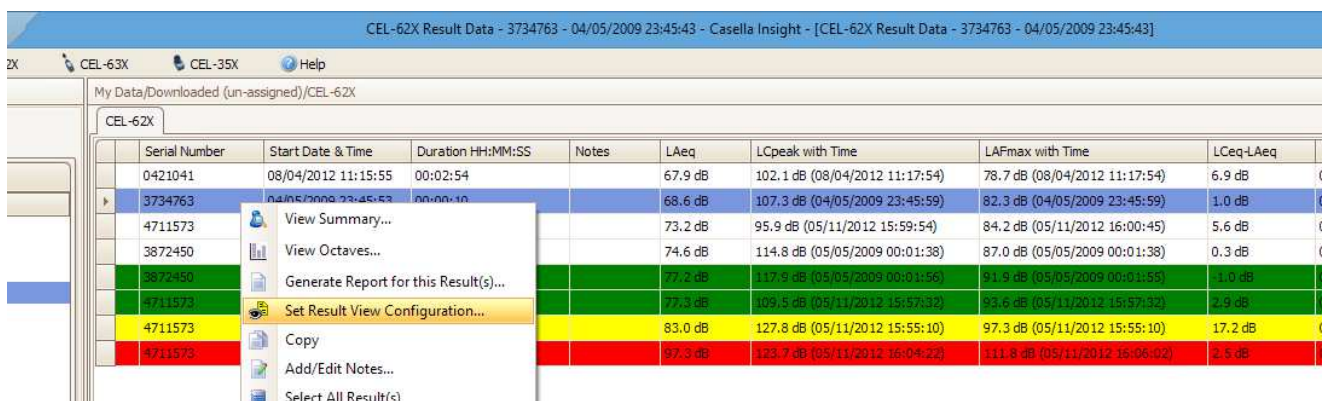 CEL-62X Result Data - 3734763 - 04/05/2009 23:45:43 - Casella Insight - [CEL-62X Result Data - 3734763 - 04/05/2009 23:45:43]
2X CEL-63X CEL-35X Help
My Data/Downloaded (un-assigned)/CEL-62X
CEL-62X
Serial Number Start Date & Time Duration HH:MM:SS Notes LAeq LCpeak with Time LAFmax with Time LCeq-LAeq
0421041 08/04/2012 11:15:55 00:02:54 67.9 dB 102.1 dB (08/04/2012 11:17:54) 78.7 dB (08/04/2012 11:17:54) 6.9 dB
3734763 04/05/2009 23:45:53 00:00:10 68.6 dB 107.3 dB (04/05/2009 23:45:59) 82.3 dB (04/05/2009 23:45:59) 1.0 dB
4711573 73.2 dB 95.9 dB (05/11/2012 15:59:54) 84.2 dB (05/11/2012 16:00:45) 5.6 dB
3872450 74.6 dB 114.8 dB (05/05/2009 00:01:38) 87.0 dB (05/05/2009 00:01:38) 0.3 dB
3872450 77.2 dB 117.9 dB (05/05/2009 00:01:56) 91.9 dB (05/05/2009 00:01:55) -1.0 dB
4711573 77.3 dB 109.5 dB (05/11/2012 15:57:32) 93.6 dB (05/11/2012 15:57:32) 2.9 dB
4711573 83.0 dB 127.8 dB (05/11/2012 15:55:10) 97.3 dB (05/11/2012 15:55:10) 17.2 dB
4711573 97.3 dB 123.7 dB (05/11/2012 16:04:22) 111.8 dB (05/11/2012 16:06:02) 2.5 dB
View Summary...
View Octaves...
Generate Report for this Result(s)...
Set Result View Configuration...
Copy
Add/Edit Notes...
Select All Result(s)